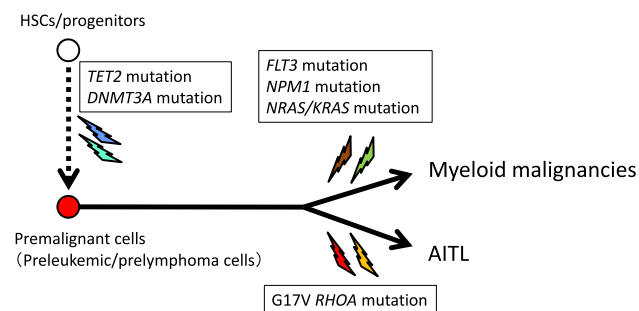 HSCs/progenitors
TET2 mutation
DNMT3A mutation
FLT3 mutation
NPM1 mutation
NRAS/KRAS mutation
Myeloid malignancies
Premalignant cells
（Preleukemic/prelymphoma cells）
AITL
G17V RHOA mutation